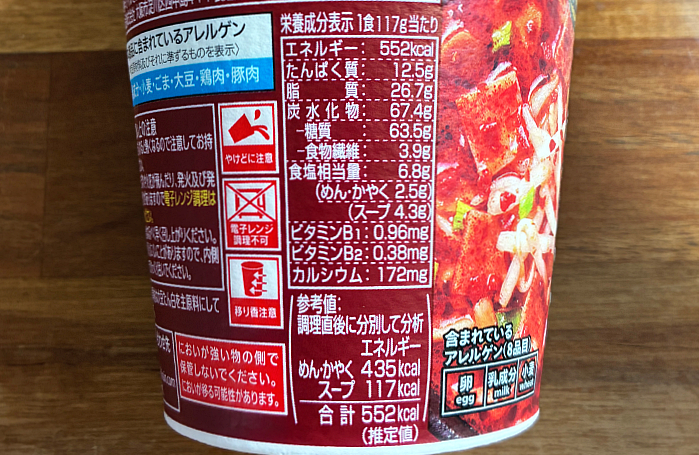 に含まれているアレルゲン
及びそれに準ずるものを表示〉
・小麦・ごま・大豆・鶏肉・豚肉
の注意
やけどに注意
電子レンジ調理は
電子レンジ
調理不可
移り香注意
においが強い物の側で
保管しないでください。
においが移る可能性があります。
栄養成分表示 1食117g当たり
エネルギー: 552kcal
たんぱく質: 12.5g
脂質: 26.7g
炭水化物: 67.4g
−糖質: 63.5g
−食物繊維: 3.9g
食塩相当量: 6.8g
(めん・かやく 2.5g)
(スープ 4.3g)
ビタミンB1: 0.96mg
ビタミンB2: 0.38mg
カルシウム: 172mg
参考値:
調理直後に分別して分析
エネルギー
めん・かやく 435kcal
スープ 117kcal
合計 552kcal
(推定値)
含まれている
アレルゲン(8品目)
卵 乳成分 小麦
egg milk wheat